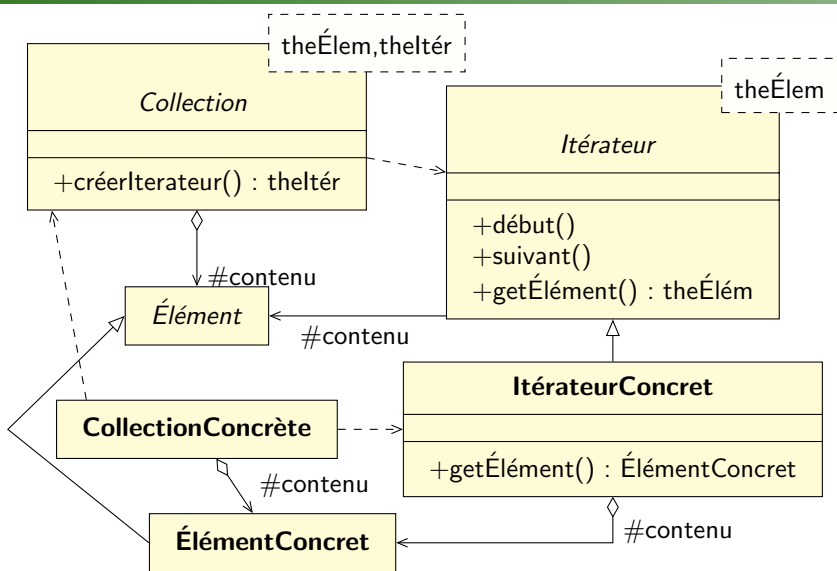 theÉlem,theItér
Collection
+créerIterateur() : theItér
theÉlem
Itérateur
+début()
+suivant()
+getÉlément() : theÉlém
#contenu
Élément
#contenu
ItérateurConcret
+getÉlément() : ÉlémentConcret
CollectionConcrète
#contenu
#contenu
ÉlémentConcret